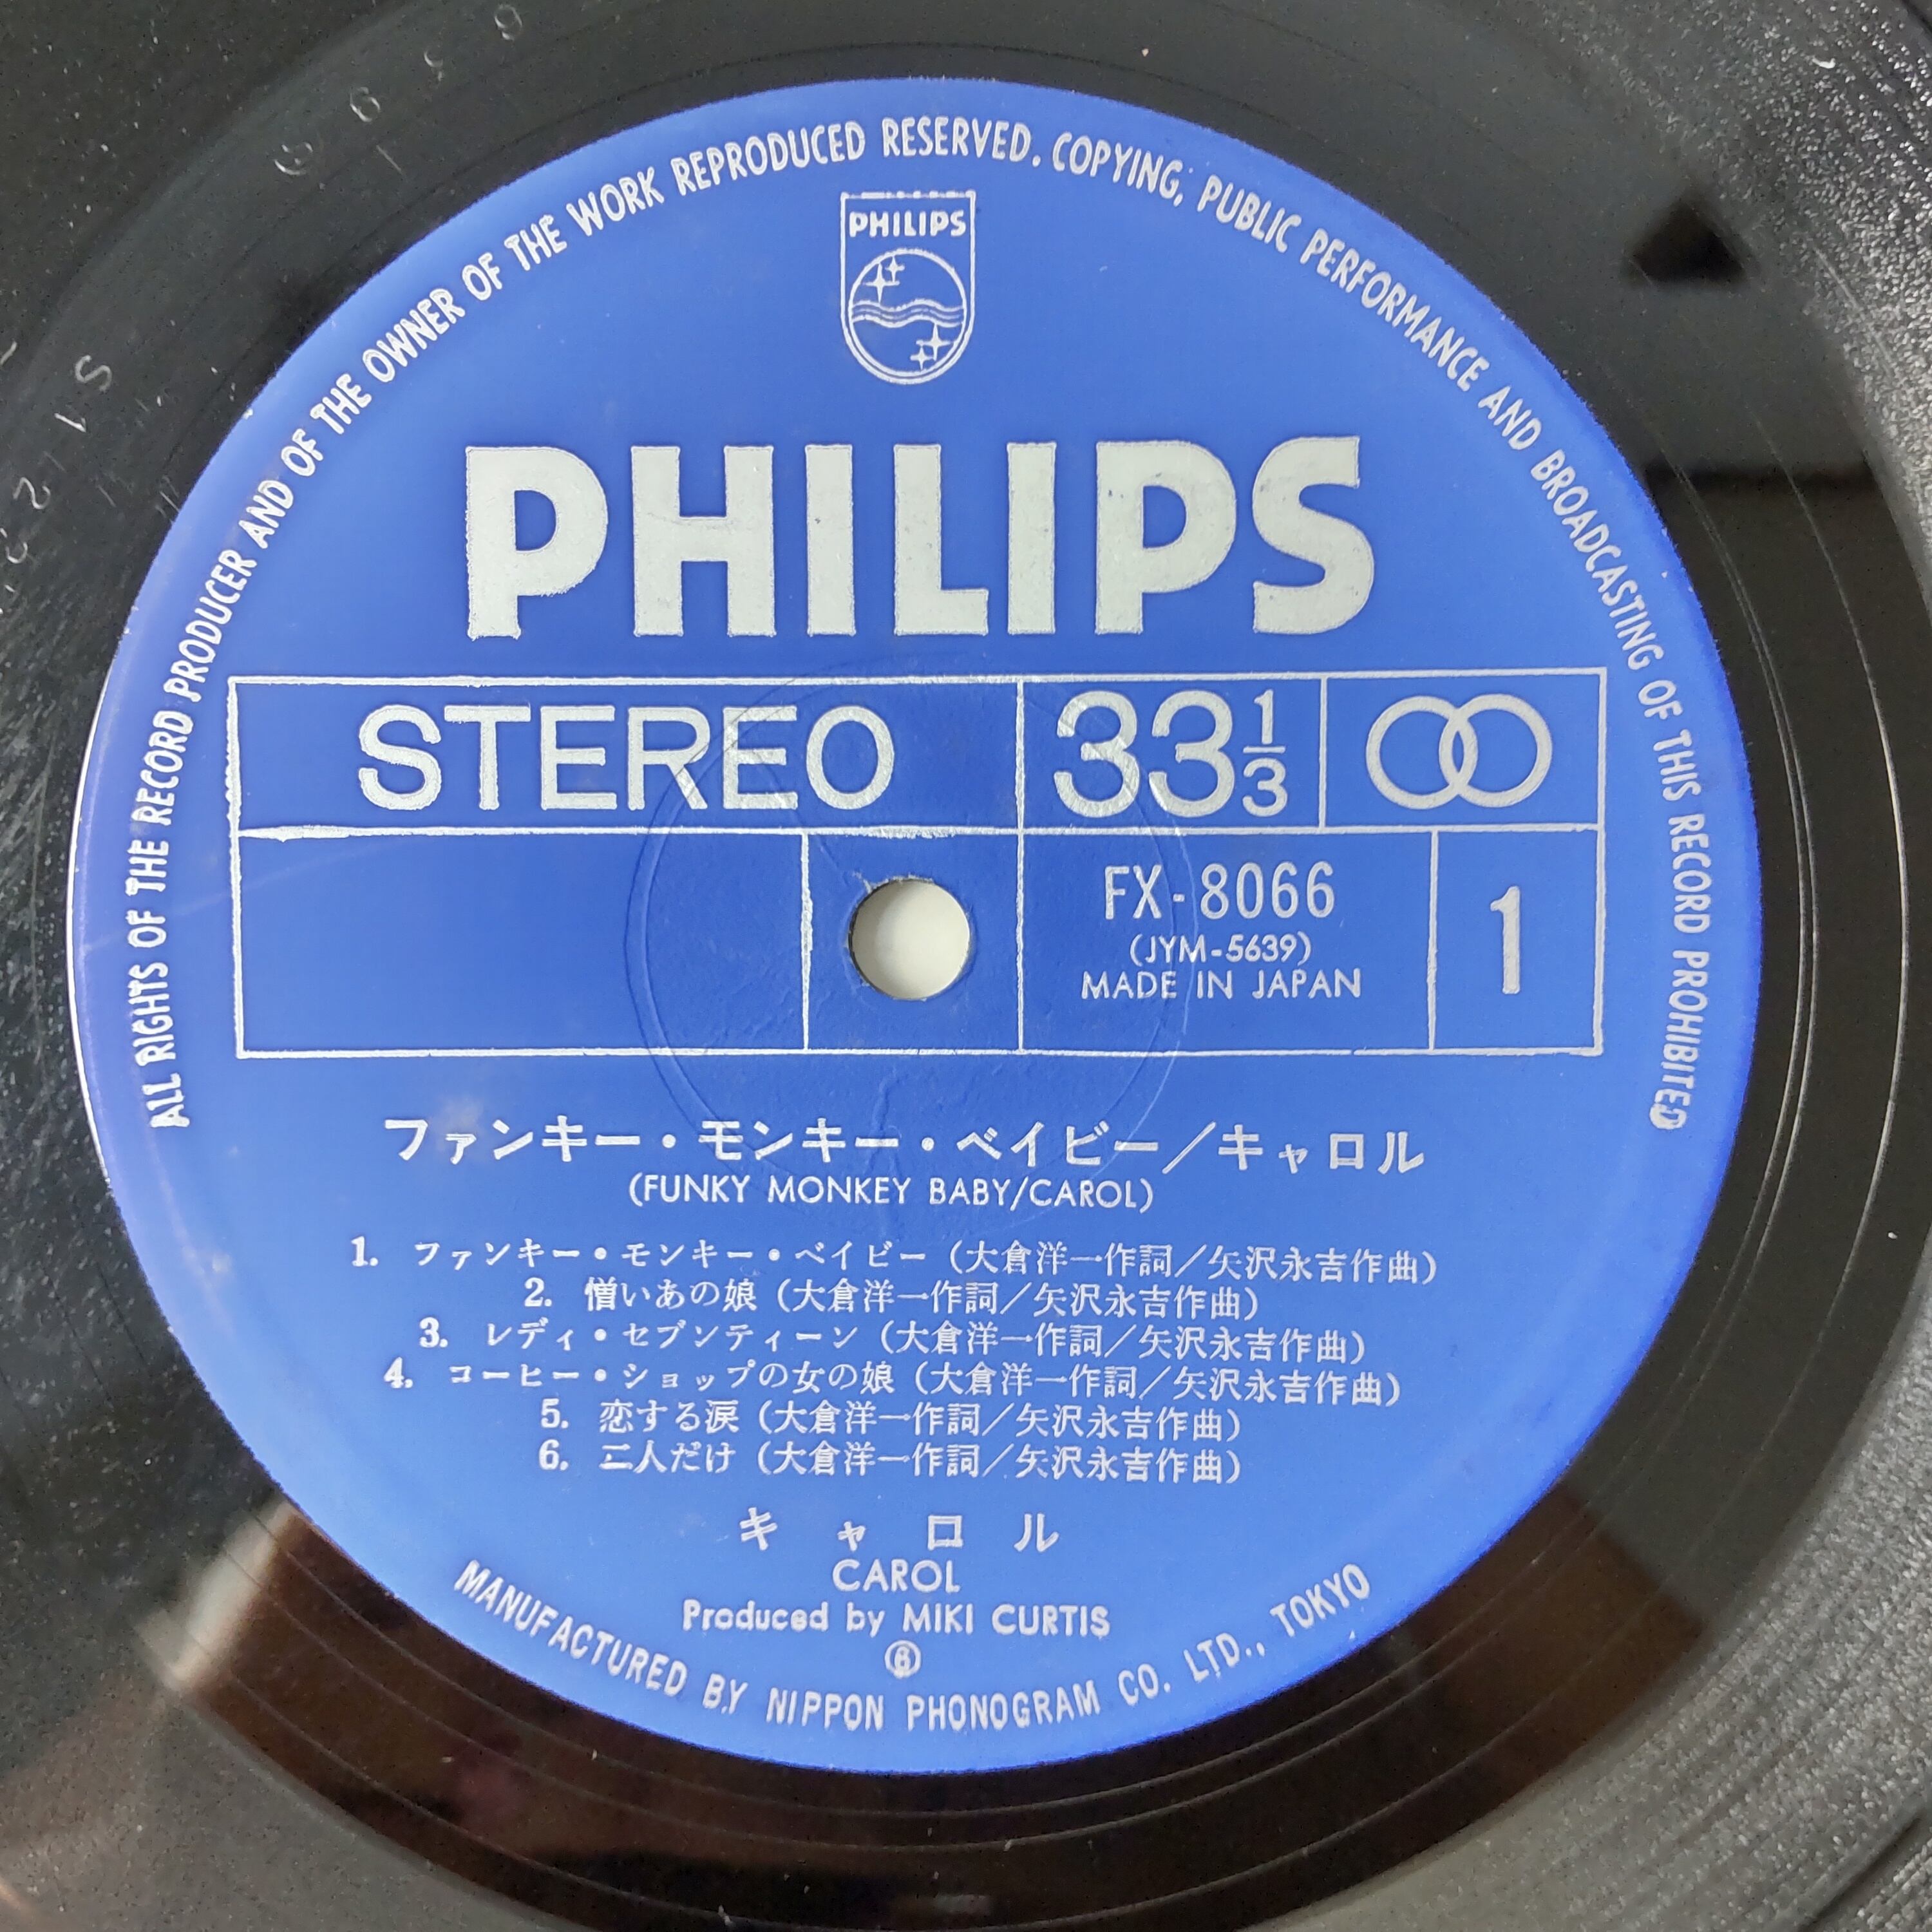 ALL RIGHTS OF THE RECORD PRODUCER AND OF THE OWNER OF THE WORK REPRODUCED RESERVED. COPYING, PUBLIC PERFORMANCE AND BROADCASTING OF THIS RECORD PROHIBITED
PHILIPS
PHILIPS
STEREO 33 1/3
FX-8066 1
(JYM-5639)
MADE IN JAPAN
ファンキー・モンキー・ベイビー/キャロル
(FUNKY MONKEY BABY/CAROL)
1. ファンキー・モンキー・ベイビー (大倉洋一作詞/矢沢永吉作曲)
2. 憎いあの娘 (大倉洋一作詞/矢沢永吉作曲)
3. レディ・セブンティーン (大倉洋一作詞/矢沢永吉作曲)
4. コーヒー・ショップの女の娘 (大倉洋一作詞/矢沢永吉作曲)
5. 恋する涙 (大倉洋一作詞/矢沢永吉作曲)
6. 二人だけ (大倉洋一作詞/矢沢永吉作曲)
キャロル
CAROL
Produced by MIKI CURTIS
MANUFACTURED BY NIPPON PHONOGRAM CO. LTD., TOKYO